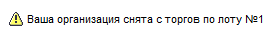 Ваша организация снята с торгов по лоту №1